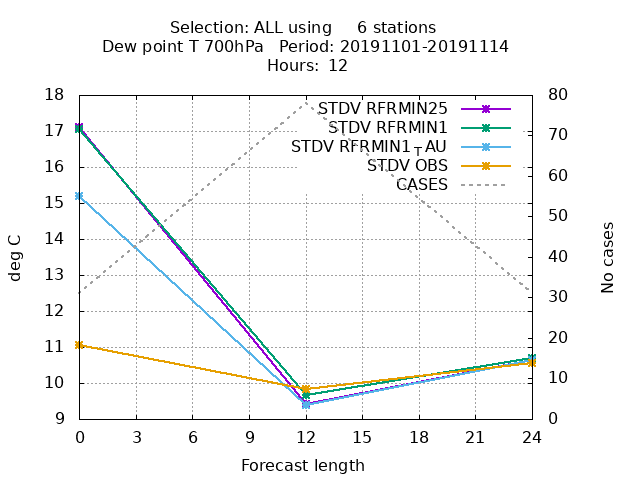 Selection: ALL using     6 stations
Dew point T 700hPa   Period: 20191101-20191114
Hours:  12
18
17
16
15
14
13
12
11
10
9
deg C
80
70
60
50
40
30
20
10
0
No cases
STDV RFRMIN25
STDV RFRMIN1
STDV RFRMIN1TAU
STDV OBS
CASES
0 3 6 9 12 15 18 21 24
Forecast length